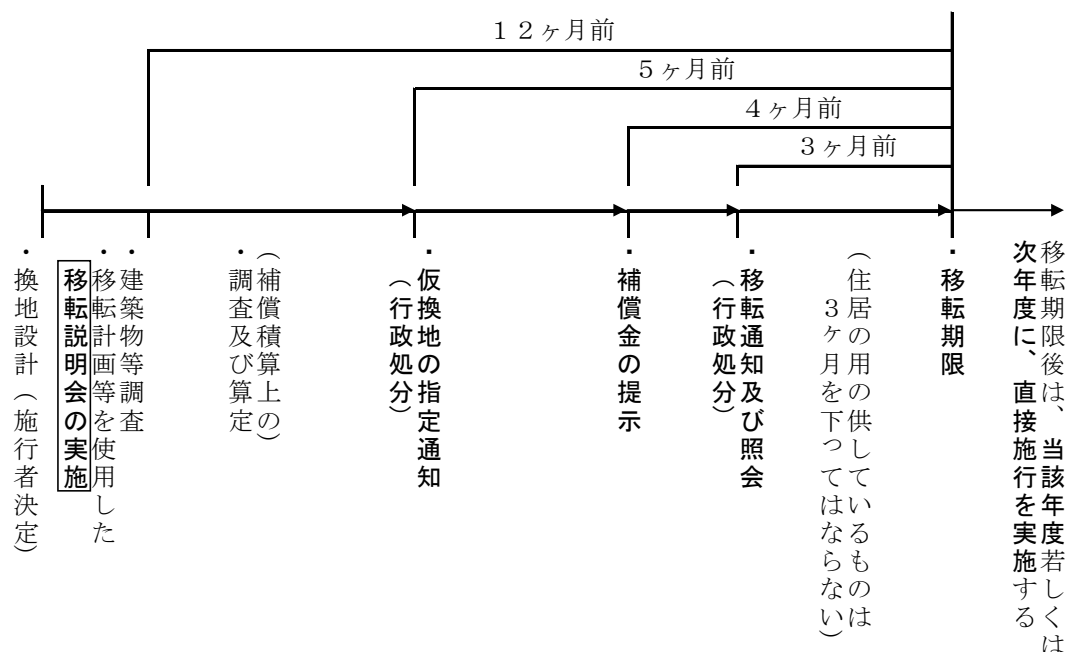 １２ヶ月前
５ヶ月前
４ヶ月前
３ヶ月前
・換地設計（施行者決定）
・建築物等調査
・移転計画等を使用した
移転説明会の実施
（補償積算上の）
・調査及び算定
・仮換地の指定通知
（行政処分）
・補償金の提示
・移転通知及び照会
（行政処分）
（住居の用の供しているものは
３ヶ月を下ってはならない）
・移転期限
移転期限後は、当該年度若しくは
次年度に、直接施行を実施する